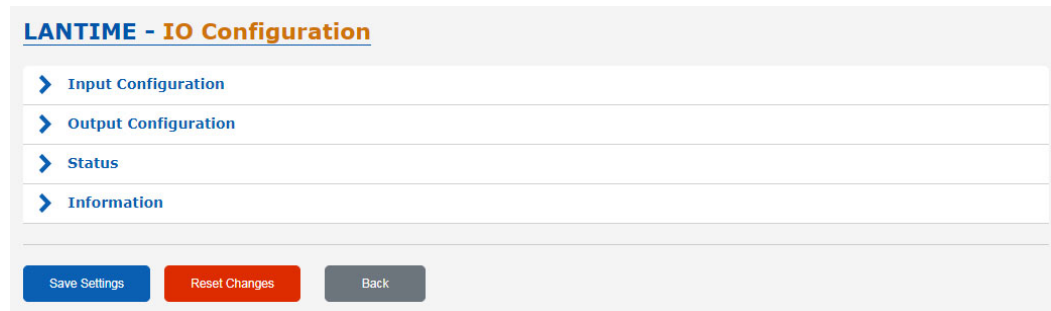 LANTIME - IO Configuration
Input Configuration
Output Configuration
Status
Information
Save Settings Reset Changes Back